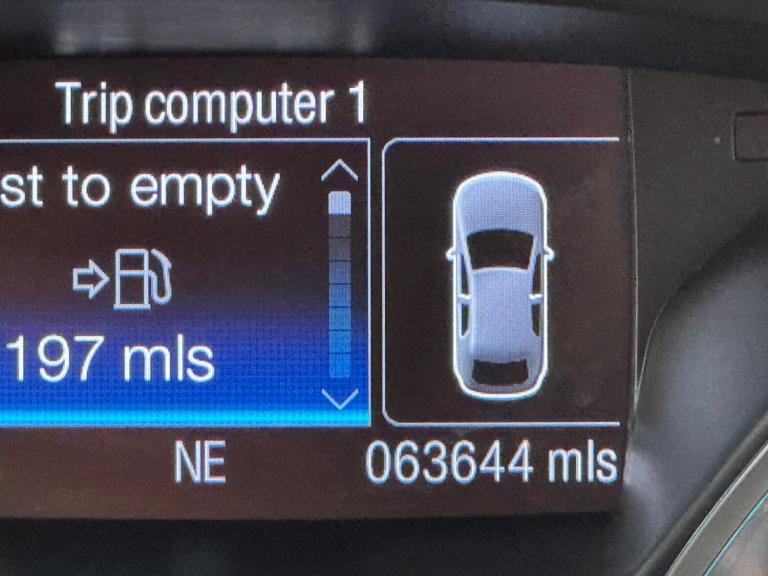 Trip computer 1
st to empty
197 mls
NE
063644 mls